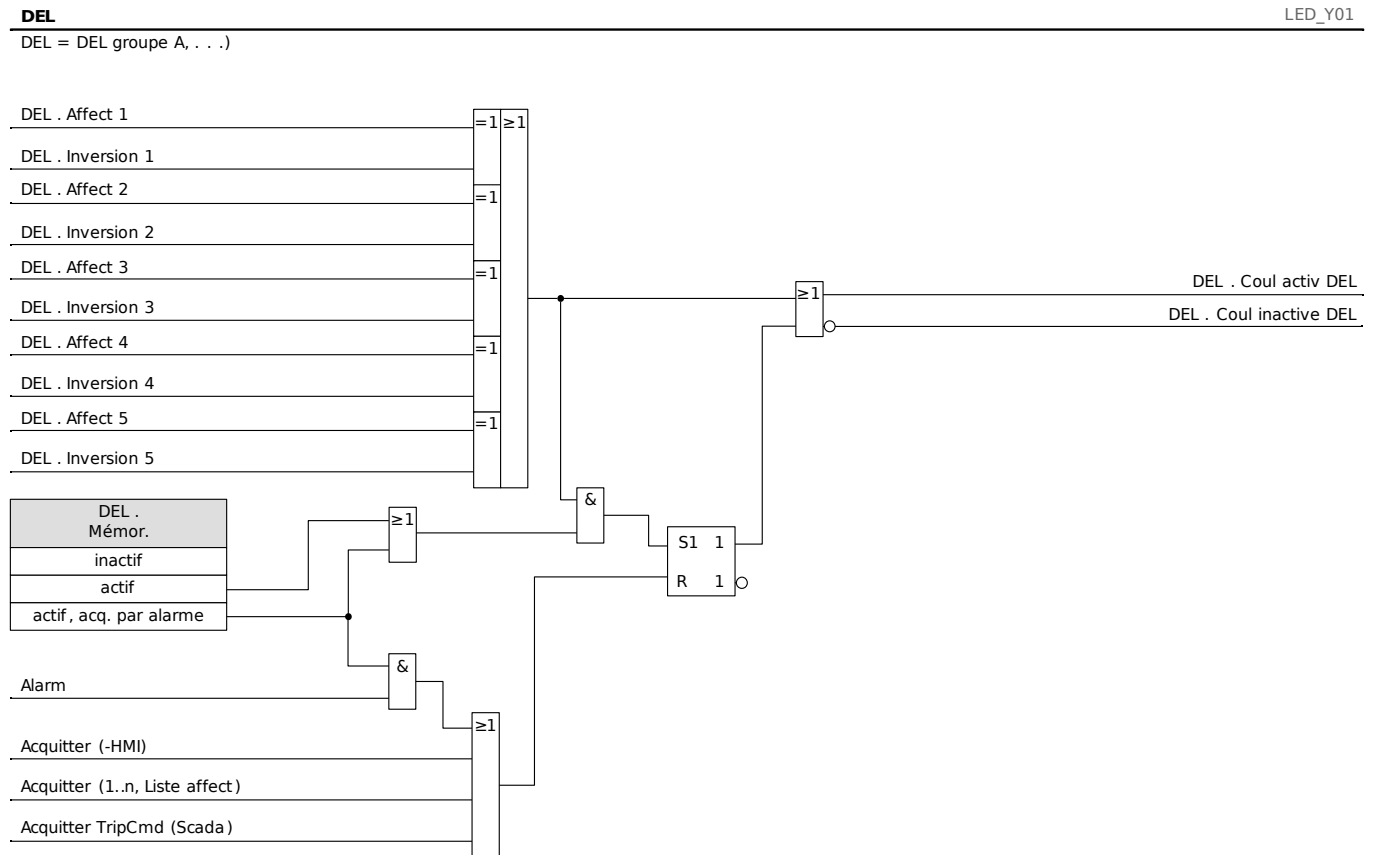 DEL
LED_Y01
DEL = DEL groupe A, . . .)
DEL . Affect 1
=1
≥1
DEL . Inversion 1
DEL . Affect 2
=1
DEL . Inversion 2
DEL . Affect 3
=1
DEL . Coul activ DEL
≥1
DEL . Inversion 3
DEL . Coul inactive DEL
DEL . Affect 4
=1
DEL . Inversion 4
DEL . Affect 5
=1
DEL . Inversion 5
&
DEL .
Mémor.
≥1
S1 1
inactif
actif
R 1
actif, acq. par alarme
&
Alarm
≥1
Acquitter (-HMI)
Acquitter (1..n, Liste affect)
Acquitter TripCmd (Scada)